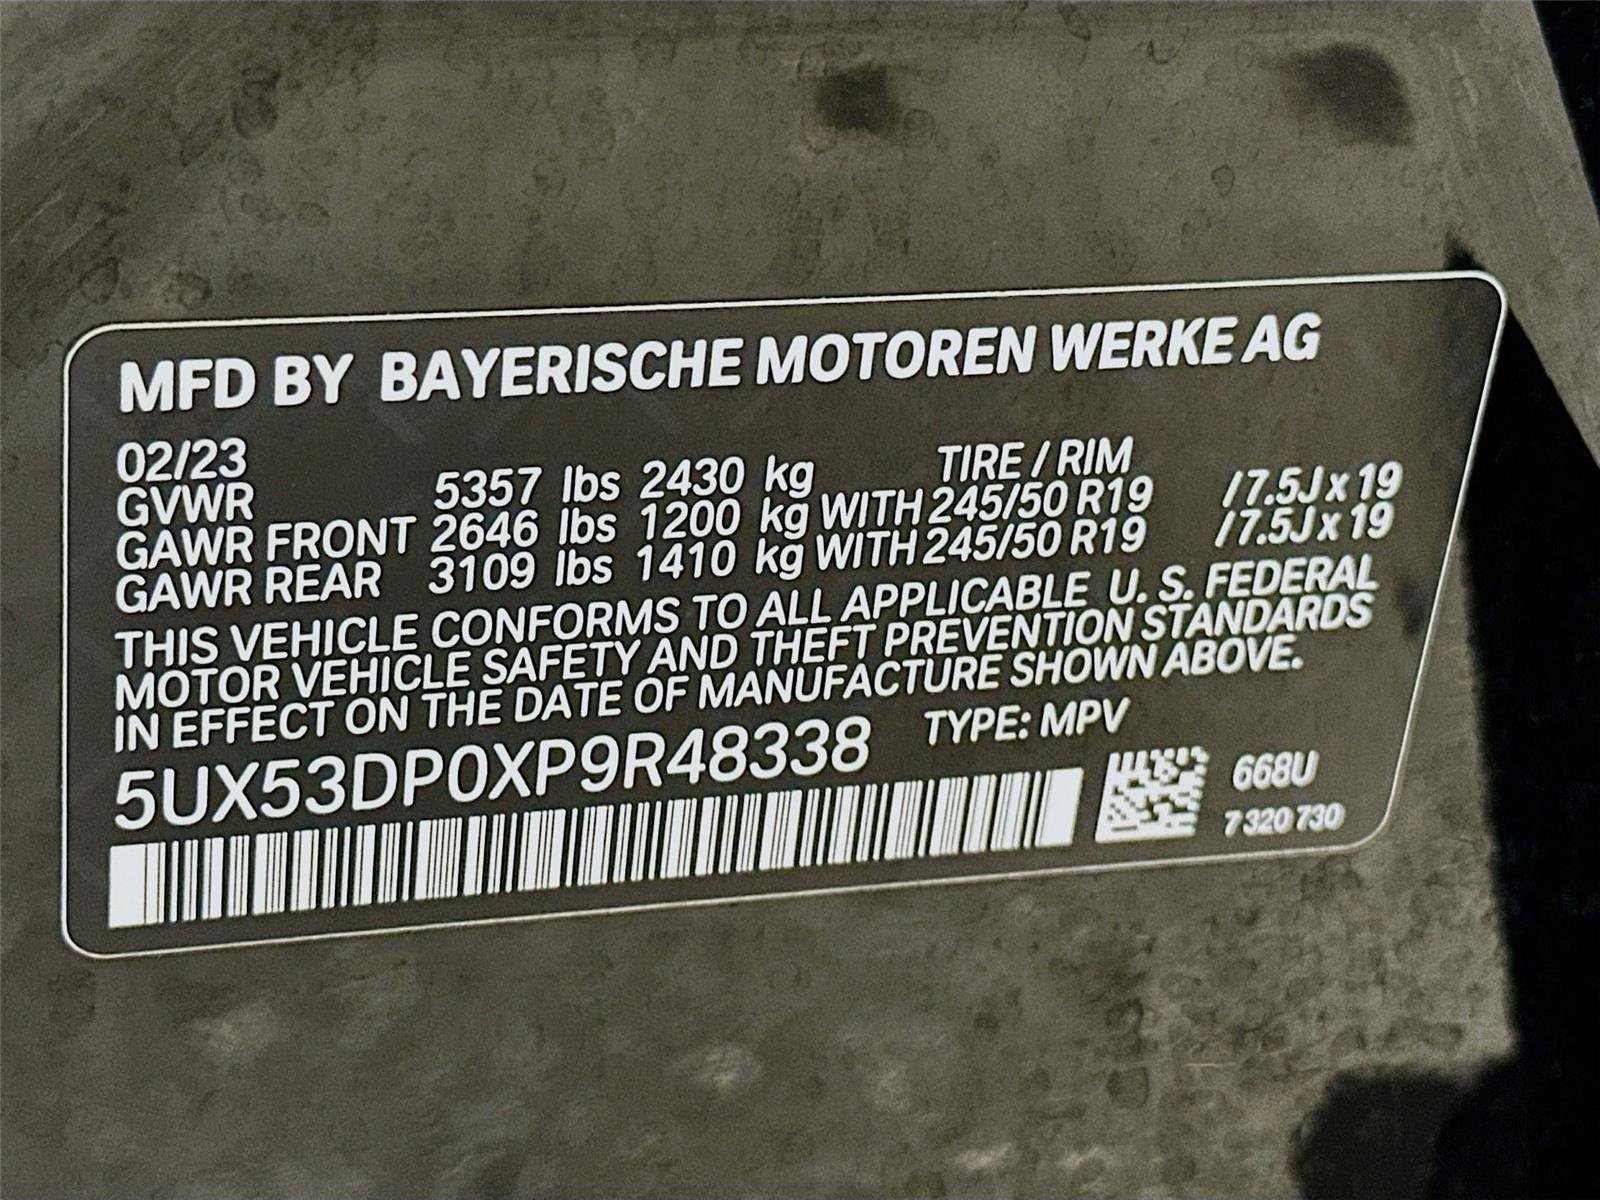 MFD BY BAYERISCHE MOTOREN WERKE AG
02/23 TIRE / RIM
GVWR 5357 lbs 2430 kg
GAWR FRONT 2646 lbs 1200 kg WITH 245/50 R19 /7.5J x 19
GAWR REAR 3109 lbs 1410 kg WITH 245/50 R19 /7.5J x 19
THIS VEHICLE CONFORMS TO ALL APPLICABLE U. S. FEDERAL
MOTOR VEHICLE SAFETY AND THEFT PREVENTION STANDARDS
IN EFFECT ON THE DATE OF MANUFACTURE SHOWN ABOVE.
5UX53DP0XP9R48338 TYPE: MPV
668U
7 320 730